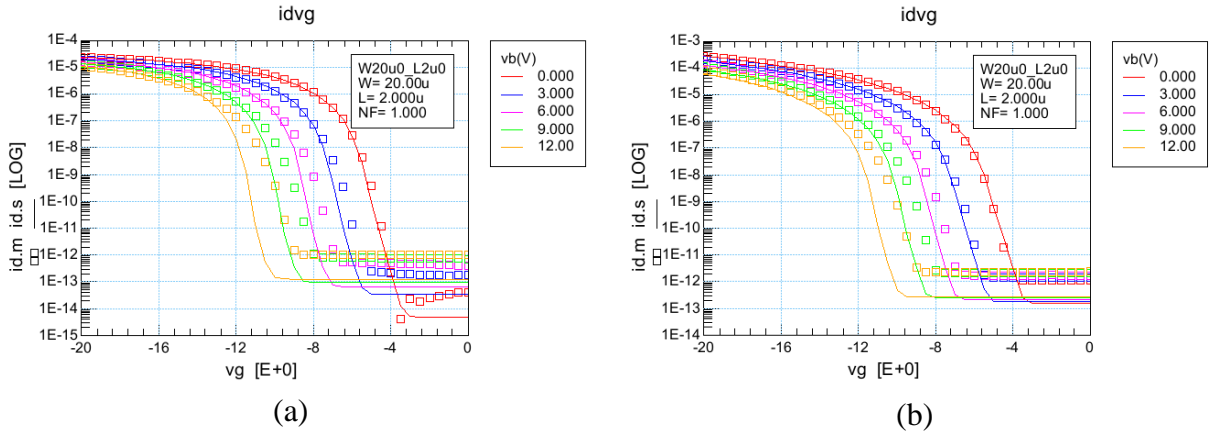 idvg
1E-4
1E-5
1E-6
1E-7
1E-8
1E-9
1E-10
1E-11
1E-12
1E-13
1E-14
1E-15
id.m id.s [LOG]
-20 -16 -12 -8 -4 0
vg [E+0]
W20u0_L2u0
W= 20.00u
L= 2.000u
NF= 1.000
vb(V)
0.000
3.000
6.000
9.000
12.00
(a)
idvg
1E-3
1E-4
1E-5
1E-6
1E-7
1E-8
1E-9
1E-10
1E-11
1E-12
1E-13
1E-14
id.m id.s [LOG]
-20 -16 -12 -8 -4 0
vg [E+0]
W20u0_L2u0
W= 20.00u
L= 2.000u
NF= 1.000
vb(V)
0.000
3.000
6.000
9.000
12.00
(b)